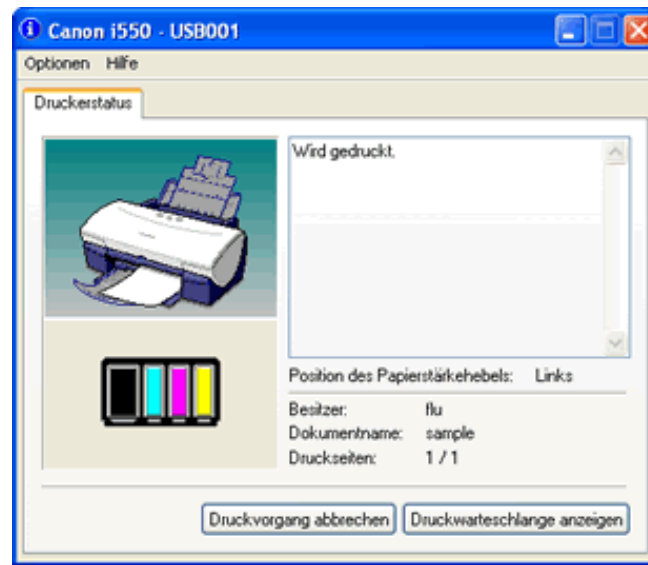 Canon i550 - USB001
Optionen Hilfe
Druckerstatus
Wird gedruckt.
Position des Papierstärkehebels: Links
Besitzer: flu
Dokumentname: sample
Druckseiten: 1 / 1
Druckvorgang abbrechen Druckwarteschlange anzeigen